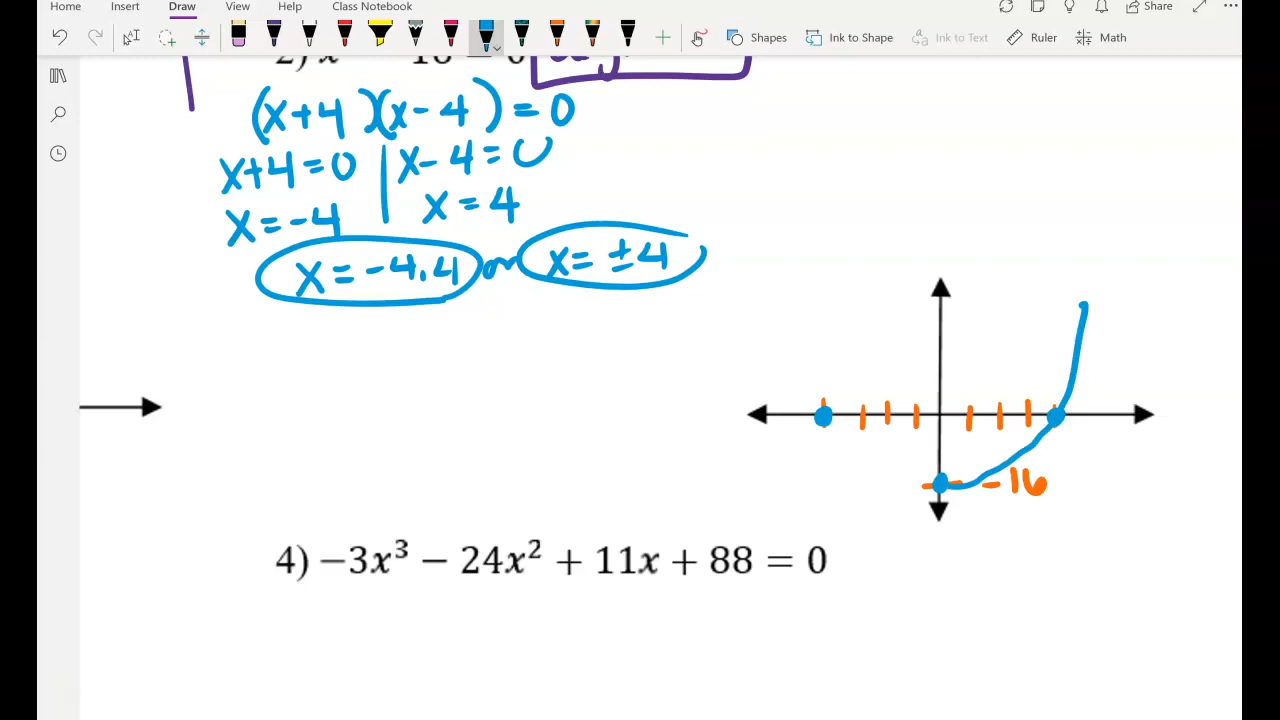 Home Insert Draw View Class Notebook Share
Shapes Ink to Shape Ink to Text Ruler Math
(x+4)(x-4)=0
x+4=0 | x-4=0
x=-4 x=4
x=-4,4 or x=±4
-16
4) −3x³ − 24x² + 11x + 88 = 0